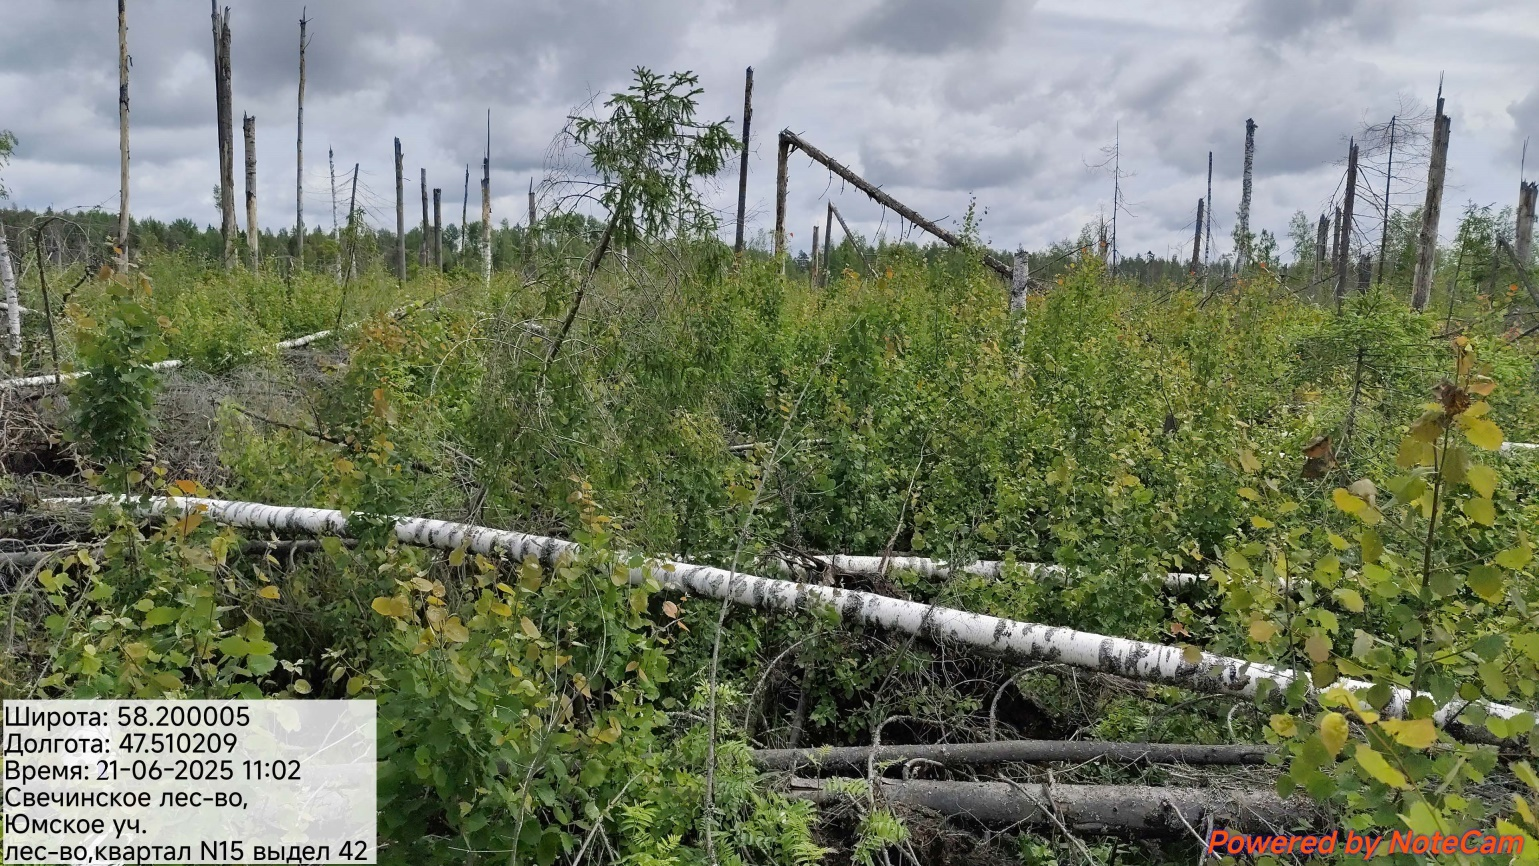 Широта: 58.200005
Долгота: 47.510209
Время: 21-06-2025 11:02
Свечинское лес-во,
Юмское уч.
лес-во,квартал N15 выдел 42
Powered by NoteCam